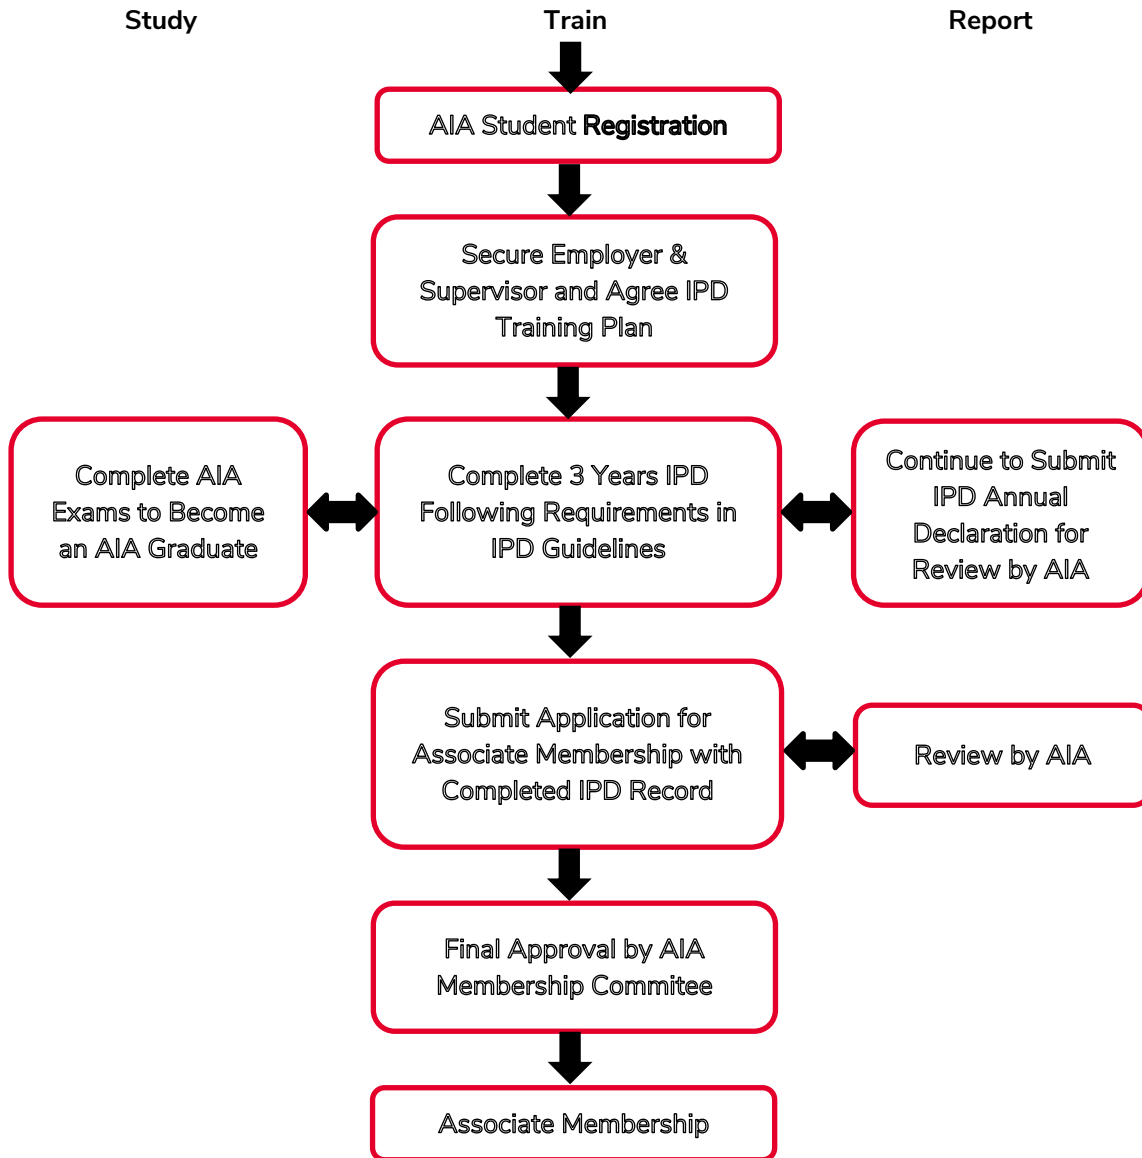 Study
Train
Report
AIA Student Registration
Secure Employer &
Supervisor and Agree IPD
Training Plan
Complete AIA
Exams to Become
an AIA Graduate
Complete 3 Years IPD
Following Requirements in
IPD Guidelines
Continue to Submit
IPD Annual
Declaration for
Review by AIA
Submit Application for
Associate Membership with
Completed IPD Record
Review by AIA
Final Approval by AIA
Membership Commitee
Associate Membership